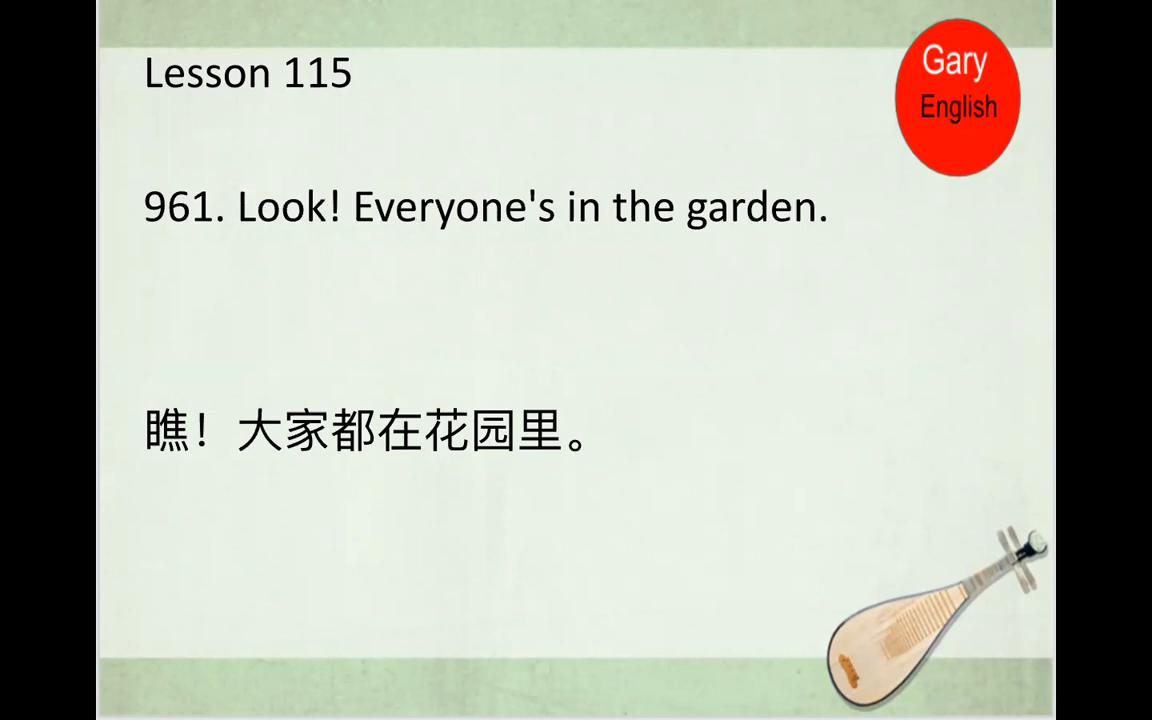 Lesson 115
Gary
English
961. Look! Everyone's in the garden.
瞧！大家都在花园里。